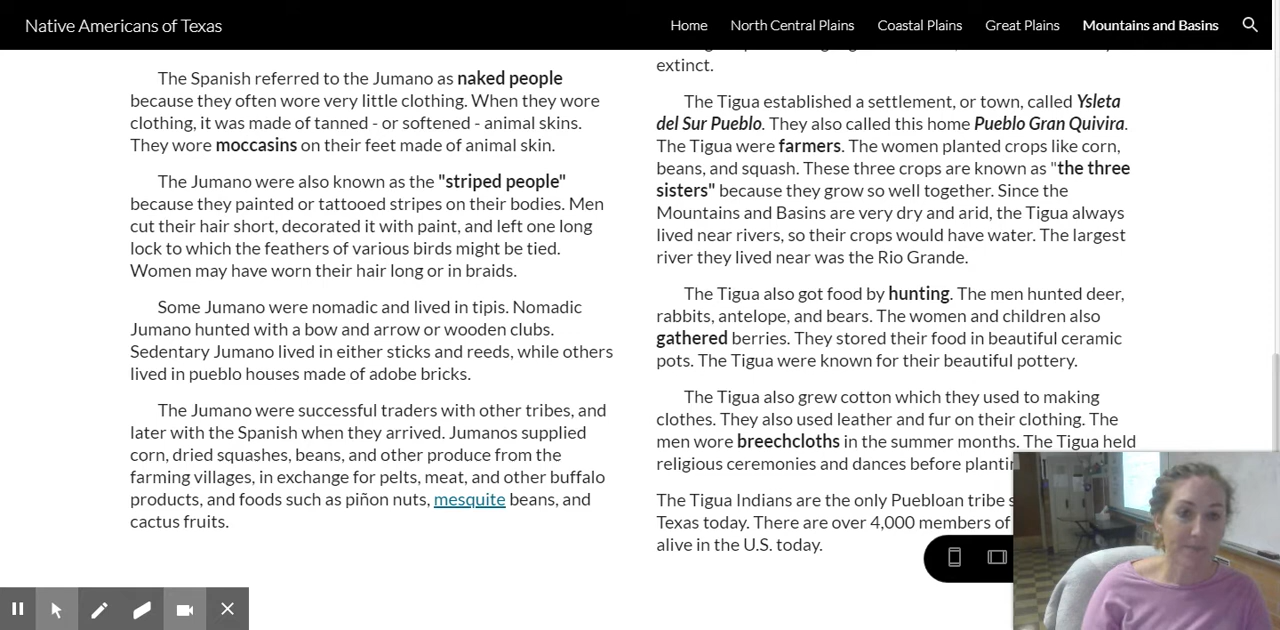 Native Americans of Texas
Home
North Central Plains
Coastal Plains
Great Plains
Mountains and Basins
The Spanish referred to the Jumano as naked people
because they often wore very little clothing. When they wore
clothing, it was made of tanned - or softened - animal skins.
They wore moccasins on their feet made of animal skin.
The Jumano were also known as the "striped people"
because they painted or tattooed stripes on their bodies. Men
cut their hair short, decorated it with paint, and left one long
lock to which the feathers of various birds might be tied.
Women may have worn their hair long or in braids.
Some Jumano were nomadic and lived in tipis. Nomadic
Jumano hunted with a bow and arrow or wooden clubs.
Sedentary Jumano lived in either sticks and reeds, while others
lived in pueblo houses made of adobe bricks.
The Jumano were successful traders with other tribes, and
later with the Spanish when they arrived. Jumanos supplied
corn, dried squashes, beans, and other produce from the
farming villages, in exchange for pelts, meat, and other buffalo
products, and foods such as piñon nuts, mesquite beans, and
cactus fruits.
extinct.
The Tigua established a settlement, or town, called Ysleta
del Sur Pueblo. They also called this home Pueblo Gran Quivira.
The Tigua were farmers. The women planted crops like corn,
beans, and squash. These three crops are known as "the three
sisters" because they grow so well together. Since the
Mountains and Basins are very dry and arid, the Tigua always
lived near rivers, so their crops would have water. The largest
river they lived near was the Rio Grande.
The Tigua also got food by hunting. The men hunted deer,
rabbits, antelope, and bears. The women and children also
gathered berries. They stored their food in beautiful ceramic
pots. The Tigua were known for their beautiful pottery.
The Tigua also grew cotton which they used to making
clothes. They also used leather and fur on their clothing. The
men wore breechcloths in the summer months. The Tigua held
religious ceremonies and dances before
The Tigua Indians are the only Puebloan tribe
Texas today. There are over 4,000 members of
alive in the U.S. today.